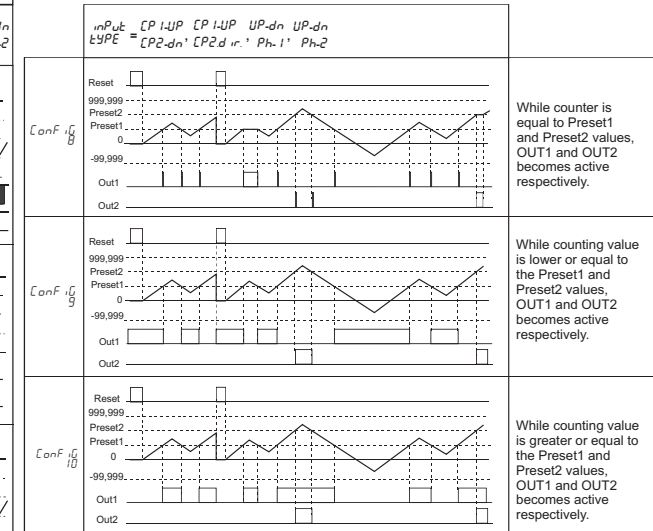 inPut tYPE = CP1-UP CP2-dn, CP1-UP CP2.d ir., UP-dn Ph-1, UP-dn Ph-2
ConFiG 8
Reset
999,999
Preset2
Preset1
0
-99,999
Out1
Out2
While counter is
equal to Preset1
and Preset2 values,
OUT1 and OUT2
becomes active
respectively.
ConFiG 9
Reset
999,999
Preset2
Preset1
0
-99,999
Out1
Out2
While counting value
is lower or equal to
the Preset1 and
Preset2 values,
OUT1 and OUT2
becomes active
respectively.
ConFiG 10
Reset
999,999
Preset2
Preset1
0
-99,999
Out1
Out2
While counting value
is greater or equal to
the Preset1 and
Preset2 values,
OUT1 and OUT2
becomes active
respectively.